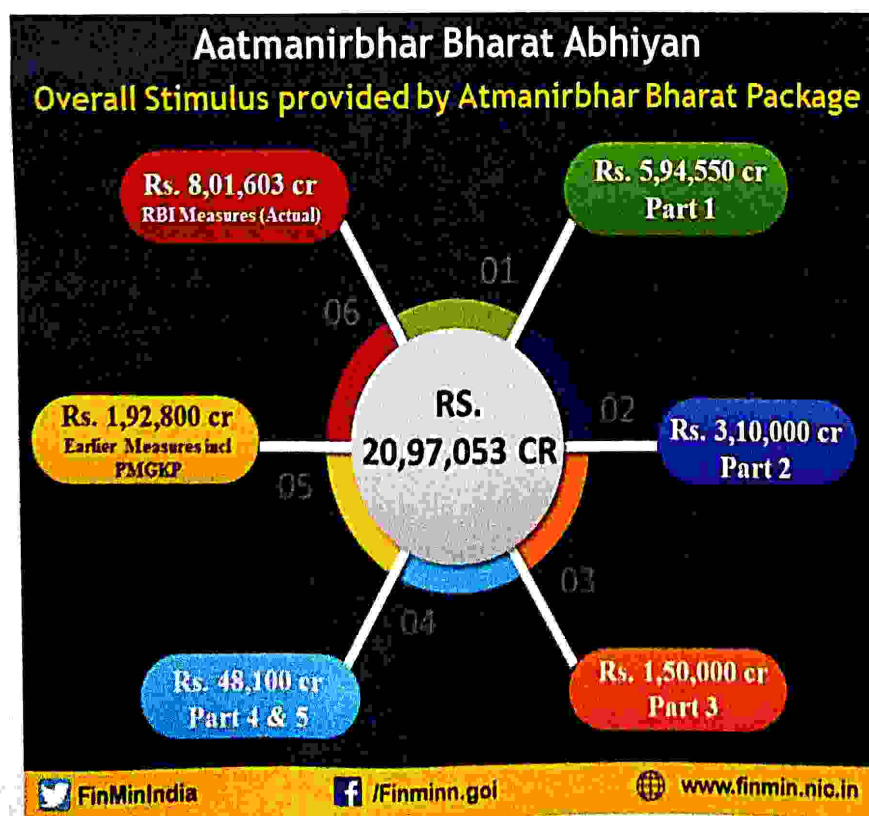 Aatmanirbhar Bharat Abhiyan
Overall Stimulus provided by Atmanirbhar Bharat Package
Rs. 5,94,550 cr
Part 1
01
Rs. 3,10,000 cr
Part 2
02
Rs. 1,50,000 cr
Part 3
03
Rs. 48,100 cr
Part 4 & 5
04
Rs. 1,92,800 cr
Earlier Measures incl
PMGKP
05
Rs. 8,01,603 cr
RBI Measures (Actual)
06
RS.
20,97,053 CR
FinMinIndia
f /Finminn.goi
www.finmin.nic.in